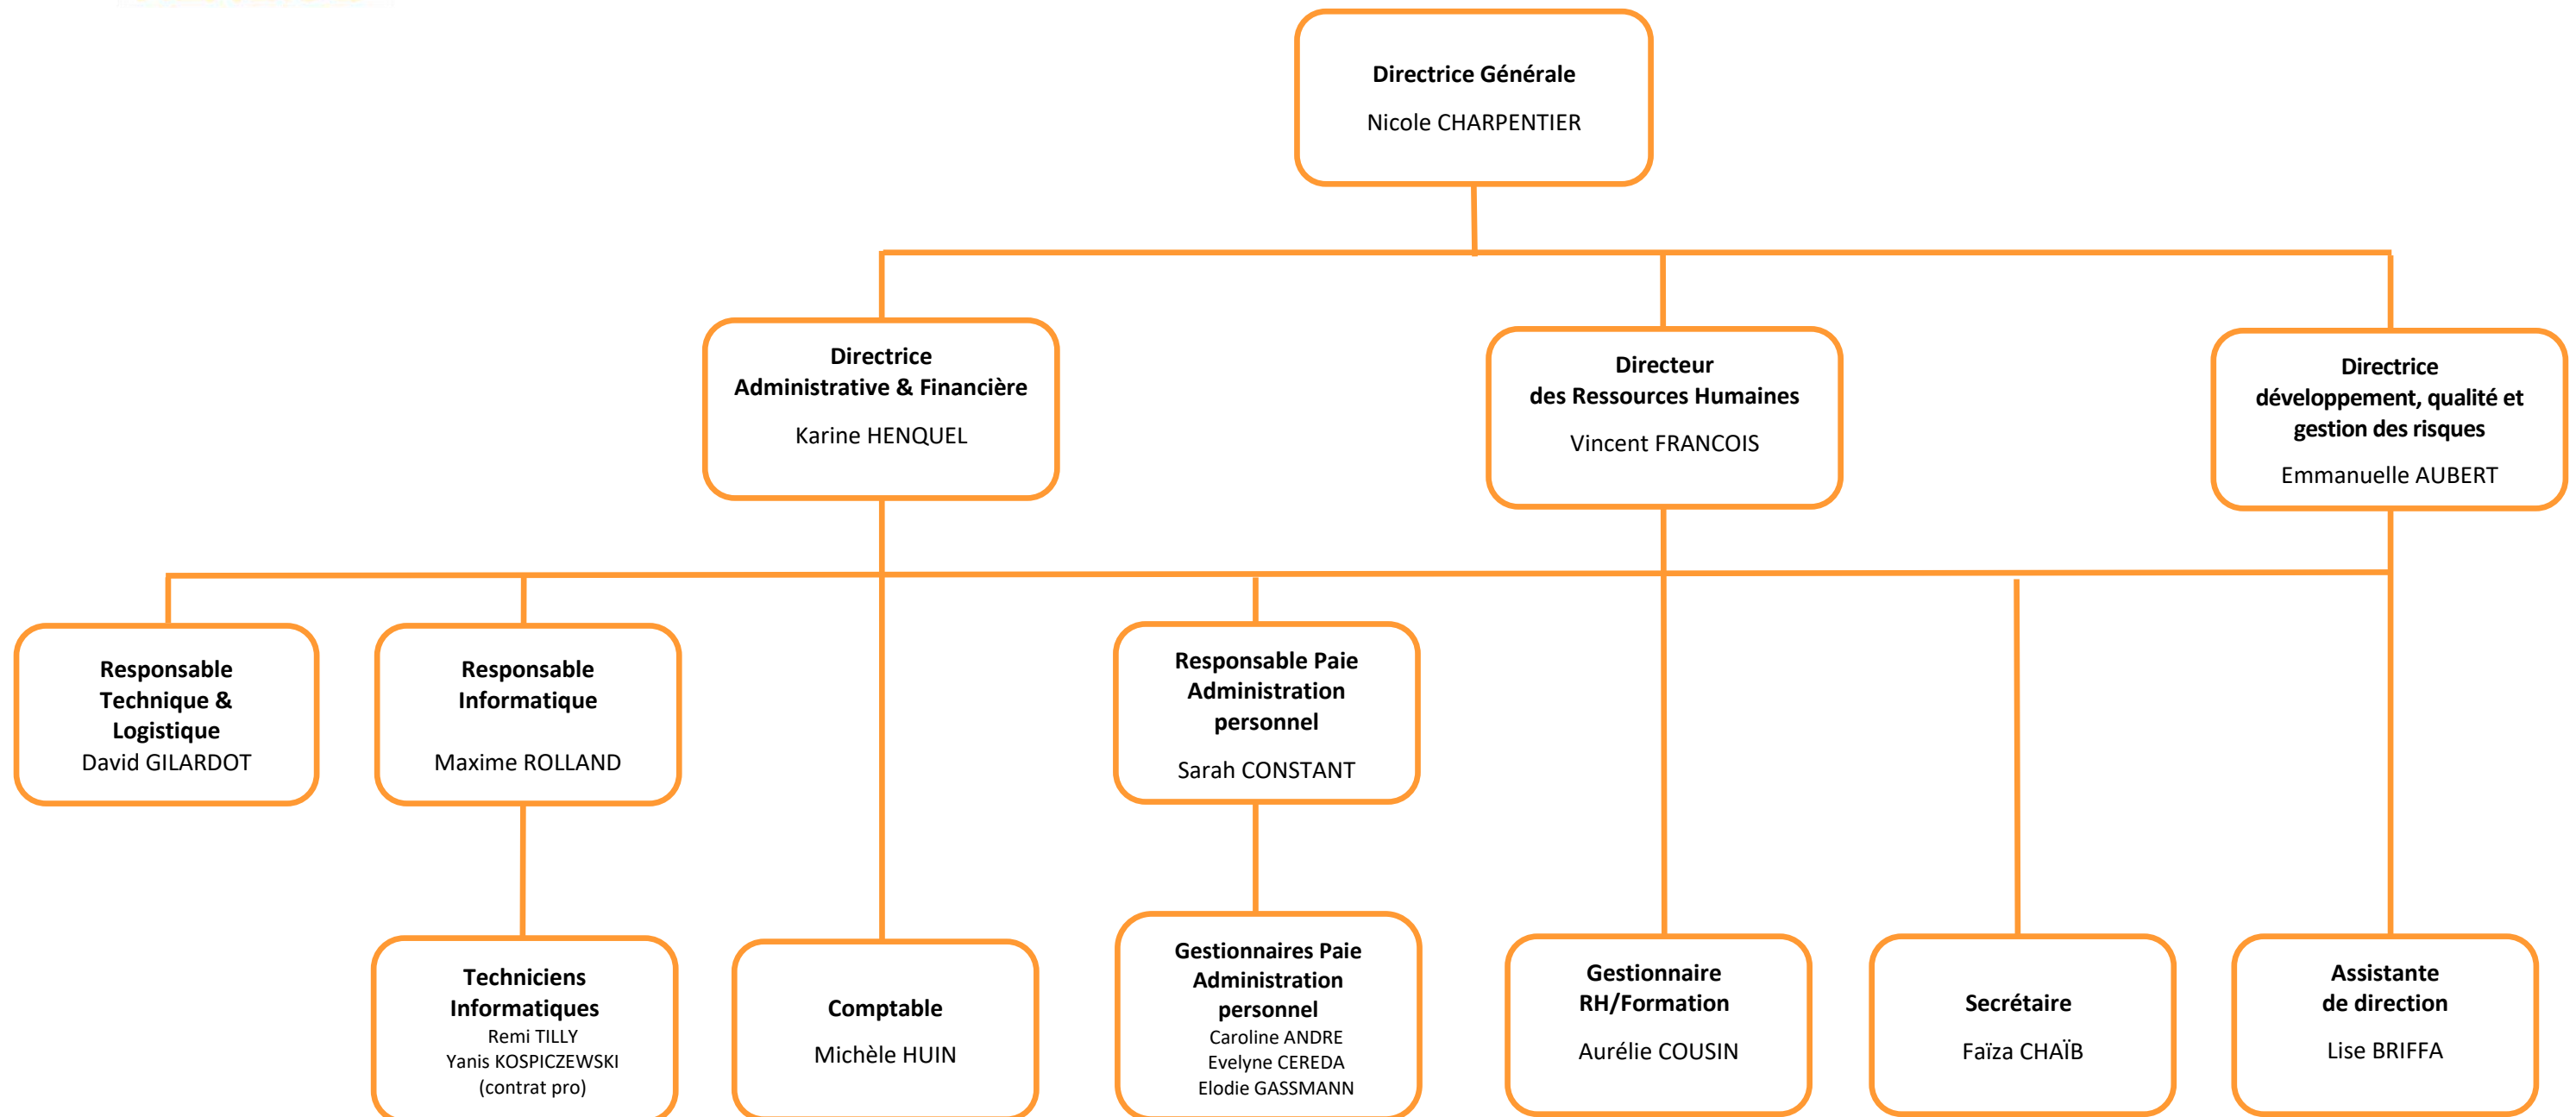 Directrice Générale
Nicole CHARPENTIER
Directrice
Administrative & Financière
Karine HENQUEL
Directeur
des Ressources Humaines
Vincent FRANCOIS
Directrice
développement, qualité et
gestion des risques
Emmanuelle AUBERT
Responsable
Technique &
Logistique
David GILARDOT
Responsable
Informatique
Maxime ROLLAND
Responsable Paie
Administration
personnel
Sarah CONSTANT
Techniciens
Informatiques
Remi TILLY
Yanis KOSPICZEWSKI
(contrat pro)
Comptable
Michèle HUIN
Gestionnaires Paie
Administration
personnel
Caroline ANDRE
Evelyne CEREDA
Elodie GASSMANN
Gestionnaire
RH/Formation
Aurélie COUSIN
Secrétaire
Faïza CHAÏB
Assistante
de direction
Lise BRIFFA